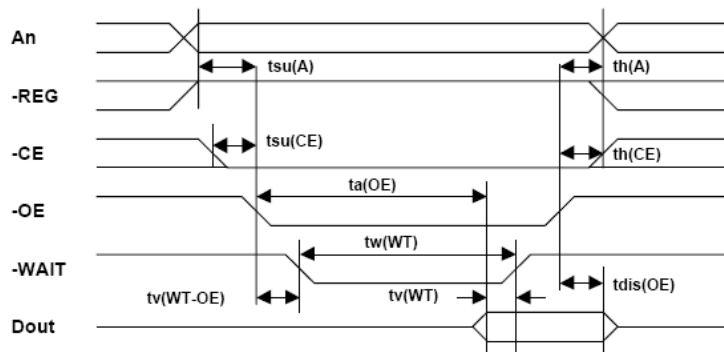 An
tsu(A)
th(A)
-REG
tsu(CE)
th(CE)
-CE
ta(OE)
-OE
tw(WT)
-WAIT
tv(WT-OE)
tv(WT)
tdis(OE)
Dout